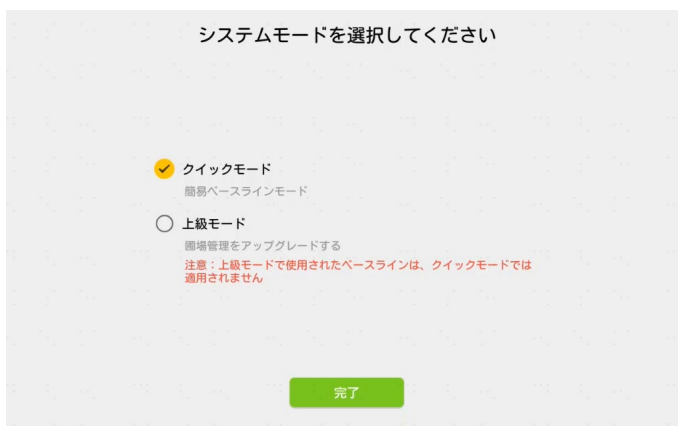 システムモードを選択してください
クイックモード
簡易ベースラインモード
上級モード
圃場管理をアップグレードする
注意：上級モードで使用されたベースラインは、クイックモードでは
適用されません
完了